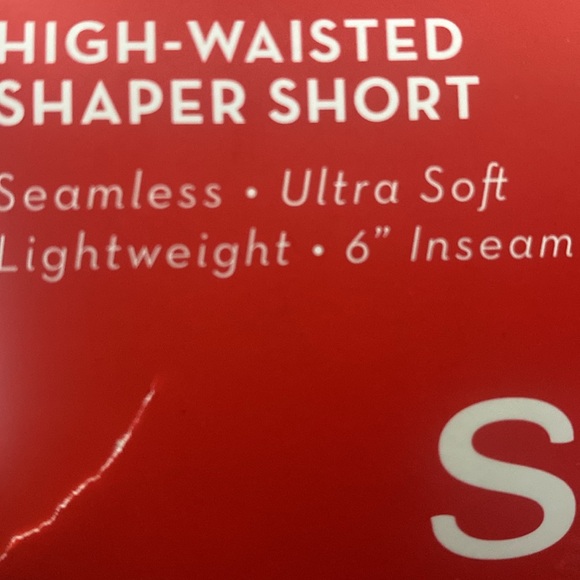 HIGH-WAISTED
SHAPER SHORT
Seamless • Ultra Soft
Lightweight • 6” Inseam
S